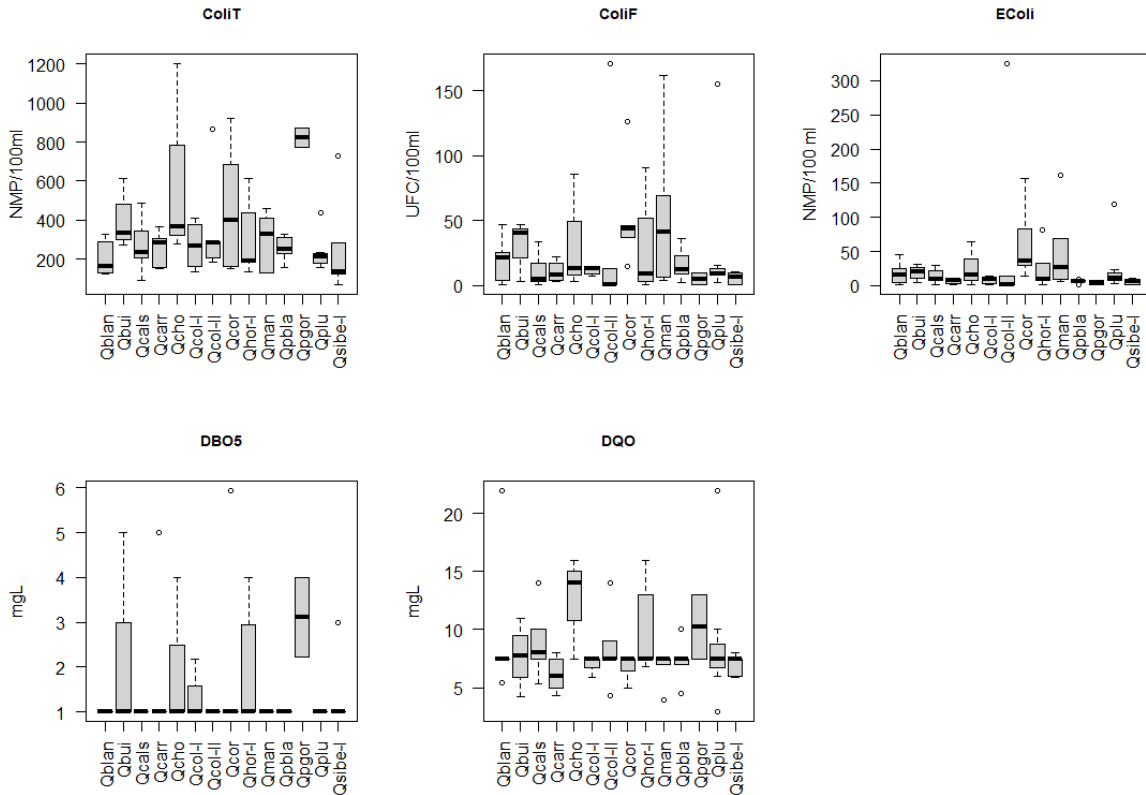 ColiT
NMP/100ml
1200
1000
800
600
400
200
Qblan
Qbui
Qcals
Qcarr
Qcho
Qcol-I
Qcol-II
Qcor
Qhor-I
Qman
Qpbla
Qpgor
Qplu
Qsibe-I
ColiF
UFC/100ml
150
100
50
0
Qblan
Qbui
Qcals
Qcarr
Qcho
Qcol-I
Qcol-II
Qcor
Qhor-I
Qman
Qpbla
Qpgor
Qplu
Qsibe-I
EColi
NMP/100 ml
300
250
200
150
100
50
0
Qblan
Qbui
Qcals
Qcarr
Qcho
Qcol-I
Qcol-II
Qcor
Qhor-I
Qman
Qpbla
Qpgor
Qplu
Qsibe-I
DBO5
mgL
6
5
4
3
2
1
Qblan
Qbui
Qcals
Qcarr
Qcho
Qcol-I
Qcol-II
Qcor
Qhor-I
Qman
Qpbla
Qpgor
Qplu
Qsibe-I
DQO
mgL
20
15
10
5
Qblan
Qbui
Qcals
Qcarr
Qcho
Qcol-I
Qcol-II
Qcor
Qhor-I
Qman
Qpbla
Qpgor
Qplu
Qsibe-I